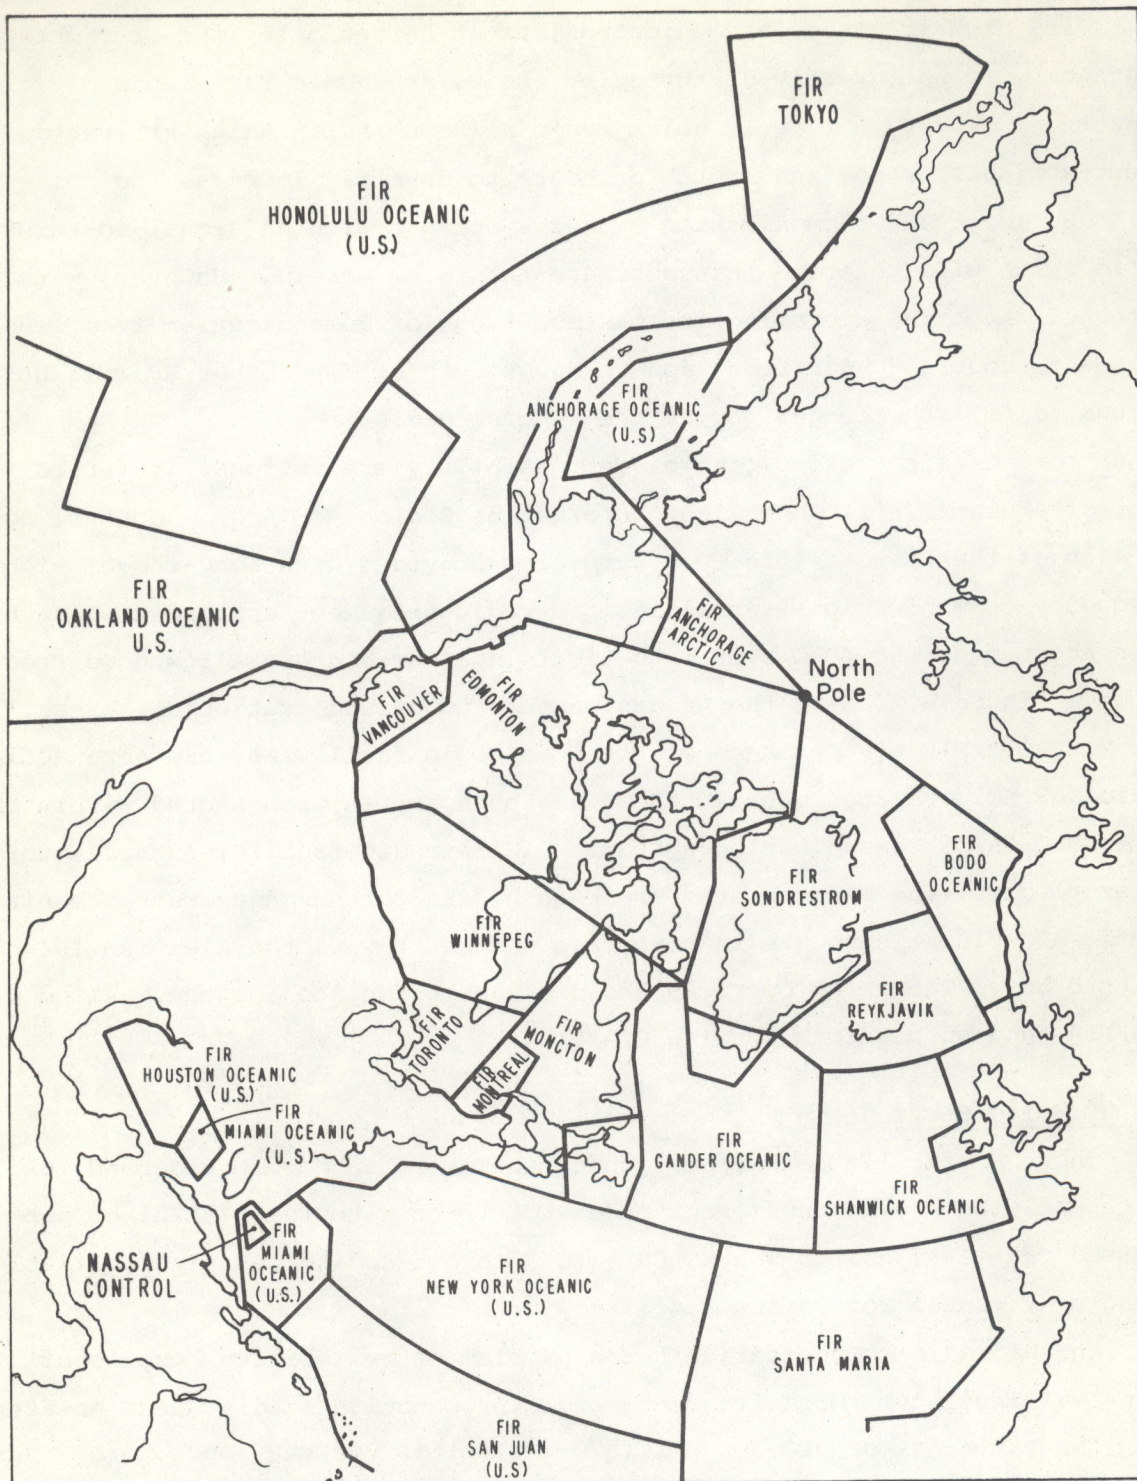 FIR
TOKYO
FIR
HONOLULU OCEANIC
(U.S.)
FIR
ANCHORAGE OCEANIC
(U.S)
FIR
OAKLAND OCEANIC
U.S.
FIR
ANCHORAGE
ARCTIC
North
Pole
FIR
VANCOUVER
FIR
EDMONTON
FIR
BODO
OCEANIC
FIR
SONDRESTROM
FIR
WINNEPEG
FIR
REYKJAVIK
FIR
TORONTO
FIR
MONCTON
FIR
MONTREAL
FIR
HOUSTON OCEANIC
(U.S.)
FIR
MIAMI OCEANIC
(U.S)
FIR
GANDER OCEANIC
FIR
SHANWICK OCEANIC
NASSAU
CONTROL
FIR
MIAMI
OCEANIC
(U.S.)
FIR
NEW YORK OCEANIC
(U.S.)
FIR
SANTA MARIA
FIR
SAN JUAN
(U.S)